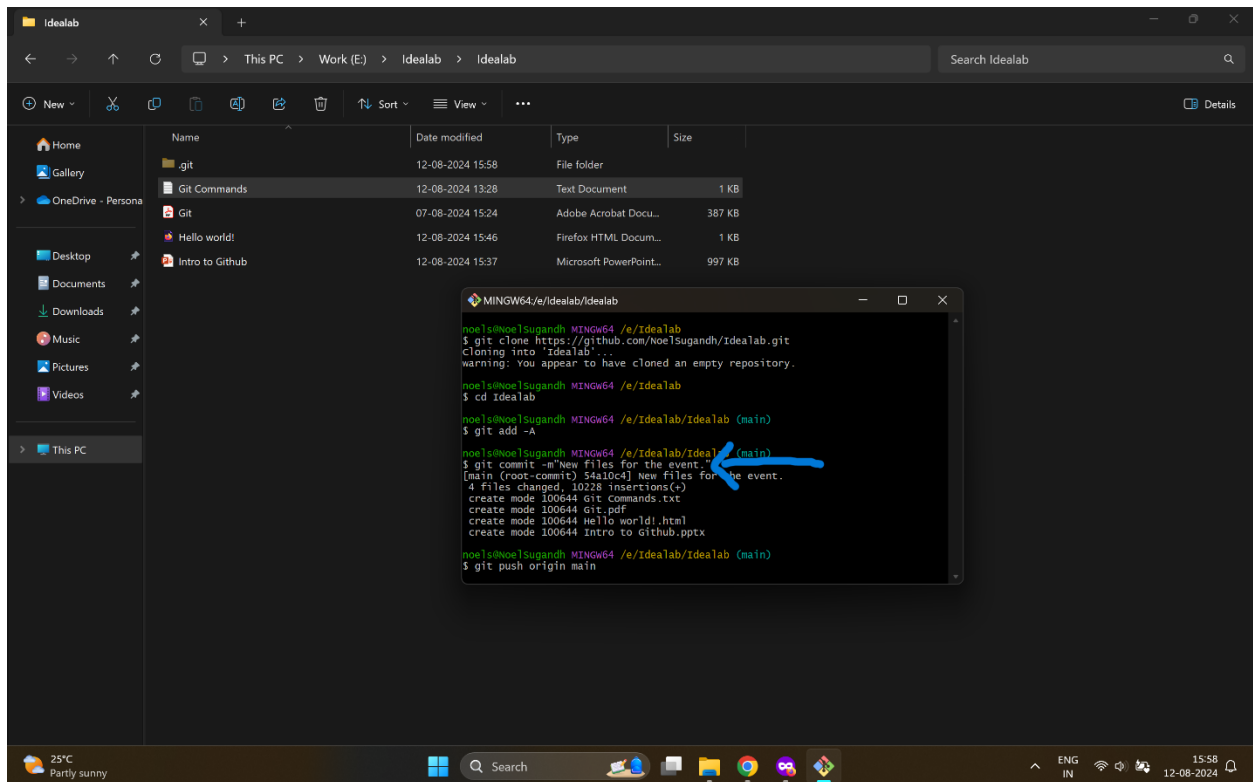 Idealab
This PC > Work (E:) > Idealab > Idealab
Search Idealab
New
Sort
View
Details
Name Date modified Type Size
.git 12-08-2024 15:58 File folder
Git Commands 12-08-2024 13:28 Text Document 1 KB
Git 07-08-2024 15:24 Adobe Acrobat Docu... 387 KB
Hello world! 12-08-2024 15:46 Firefox HTML Docum... 1 KB
Intro to Github 12-08-2024 15:37 Microsoft PowerPoint... 997 KB
Home
Gallery
OneDrive - Persona
Desktop
Documents
Downloads
Music
Pictures
Videos
This PC
MINGW64:/e/Idealab/Idealab
noels@NoelSugandh MINGW64 /e/Idealab
$ git clone https://github.com/NoelSugandh/Idealab.git
Cloning into 'Idealab'...
warning: You appear to have cloned an empty repository.
noels@NoelSugandh MINGW64 /e/Idealab
$ cd Idealab
noels@NoelSugandh MINGW64 /e/Idealab/Idealab (main)
$ git add -A
noels@NoelSugandh MINGW64 /e/Idealab/Idealab (main)
$ git commit -m"New files for the event."
[main (root-commit) 54a10c4] New files for the event.
4 files changed, 10228 insertions(+)
create mode 100644 Git Commands.txt
create mode 100644 Git.pdf
create mode 100644 Hello world!.html
create mode 100644 Intro to Github.pptx
noels@NoelSugandh MINGW64 /e/Idealab/Idealab (main)
$ git push origin main
25°C
Partly sunny
Search
ENG
IN
15:58
12-08-2024